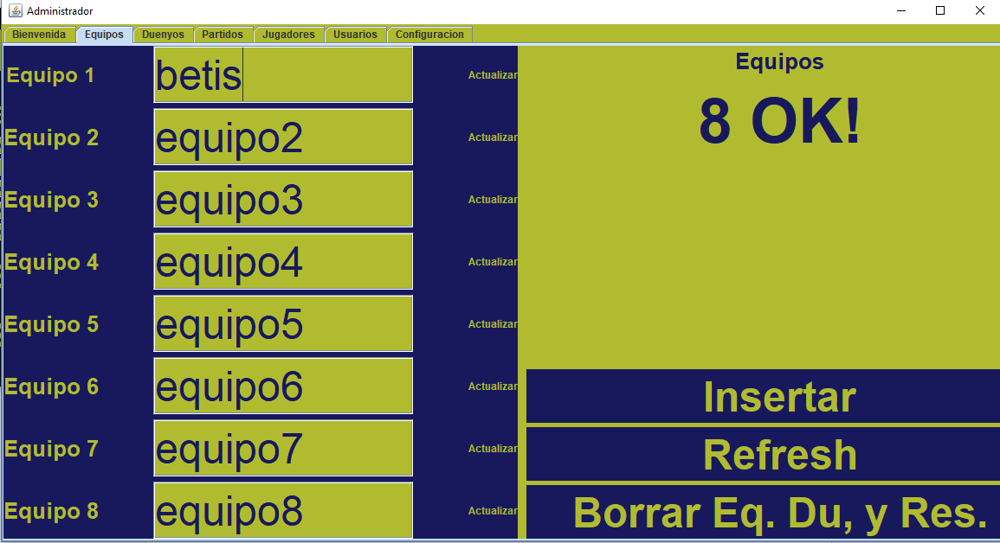 Administrador
Bienvenida Equipos Duenyos Partidos Jugadores Usuarios Configuracion
Equipo 1 betis Actualizar
Equipo 2 equipo2 Actualizar
Equipo 3 equipo3 Actualizar
Equipo 4 equipo4 Actualizar
Equipo 5 equipo5 Actualizar
Equipo 6 equipo6 Actualizar
Equipo 7 equipo7 Actualizar
Equipo 8 equipo8 Actualizar
Equipos
8 OK!
Insertar
Refresh
Borrar Eq. Du, y Res.